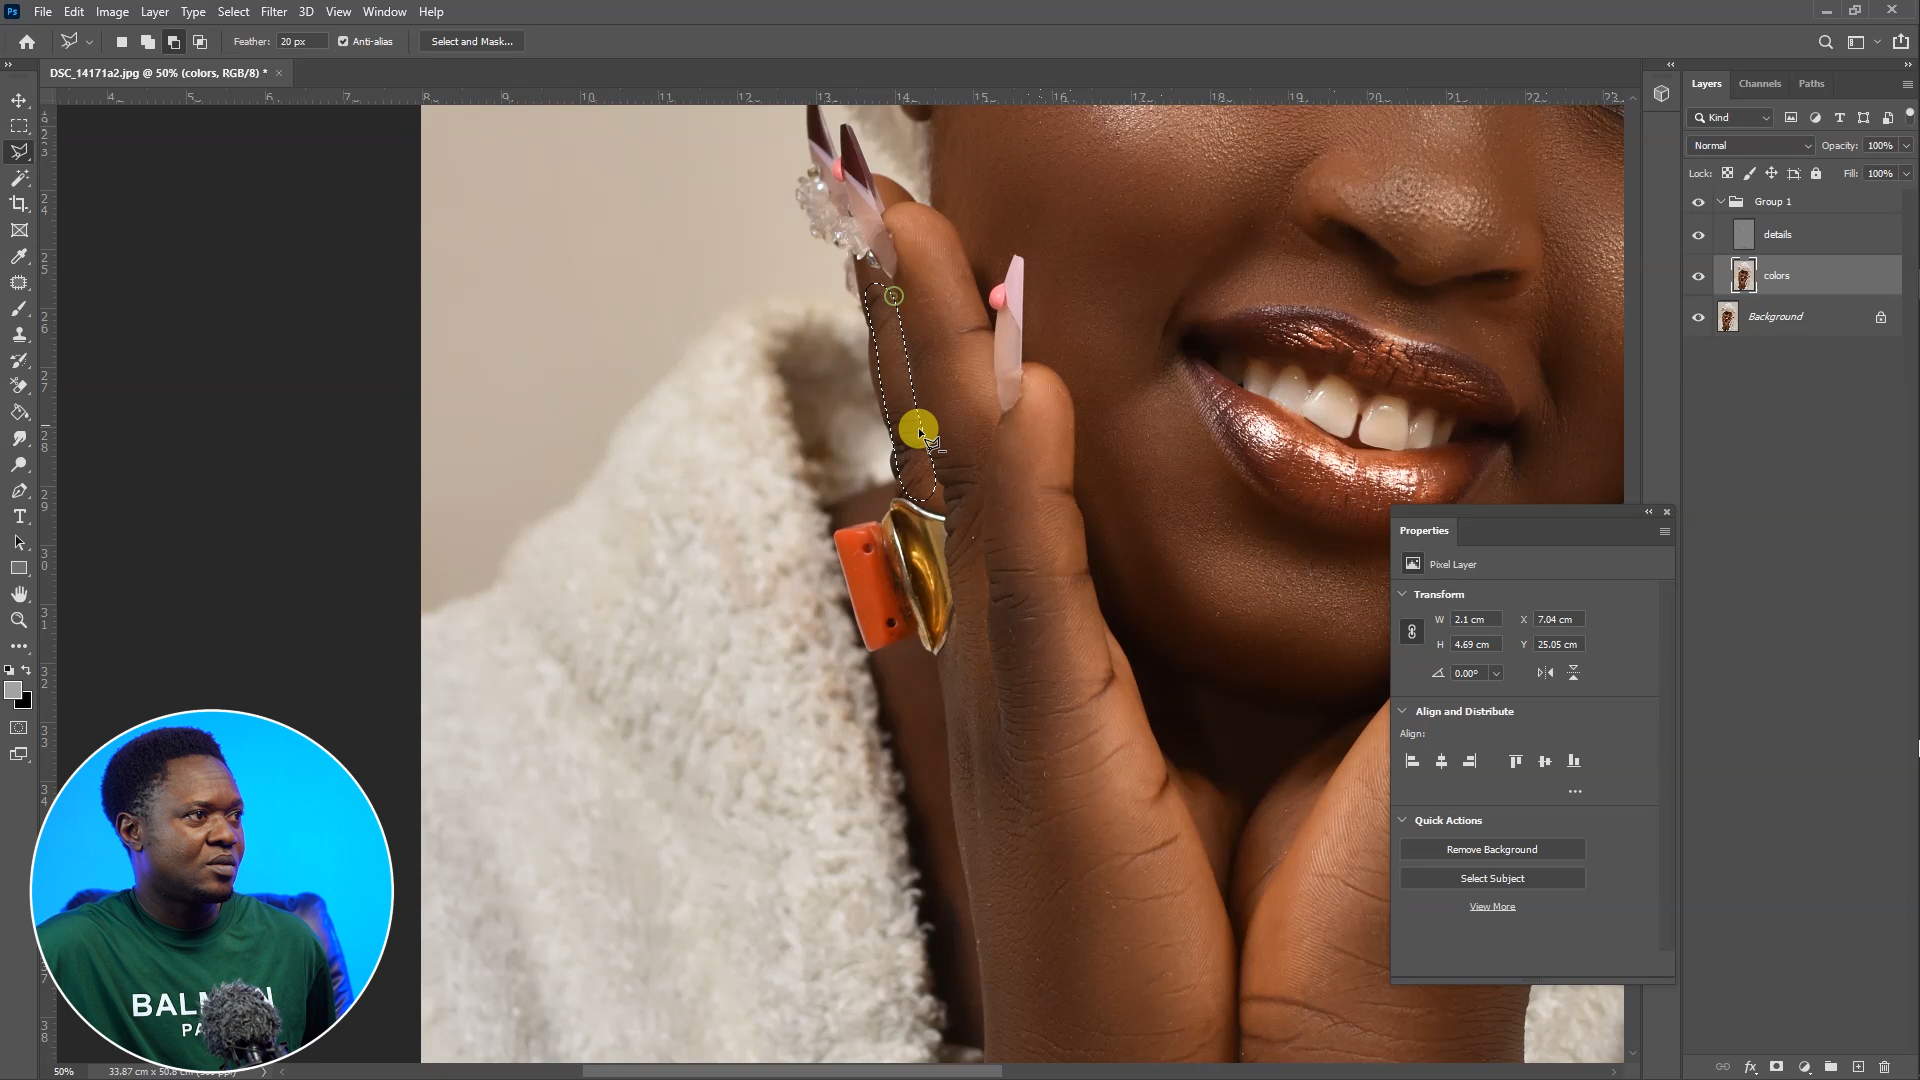 Ps File Edit Image Layer Type Select Filter 3D View Window Help
Feather: 20 px Anti-alias Select and Mask...
DSC_14171a2.jpg @ 50% (colors, RGB/8) * ×
Layers Channels Paths
Kind
Normal Opacity: 100%
Lock: Fill: 100%
Group 1
details
colors
Background
Properties
Pixel Layer
Transform
W 2.1 cm X 7.04 cm
H 4.69 cm Y 25.05 cm
0.00°
Align and Distribute
Align:
Quick Actions
Remove Background
Select Subject
View More
BALM
PA
50% 33.87 cm x 50.8 cm